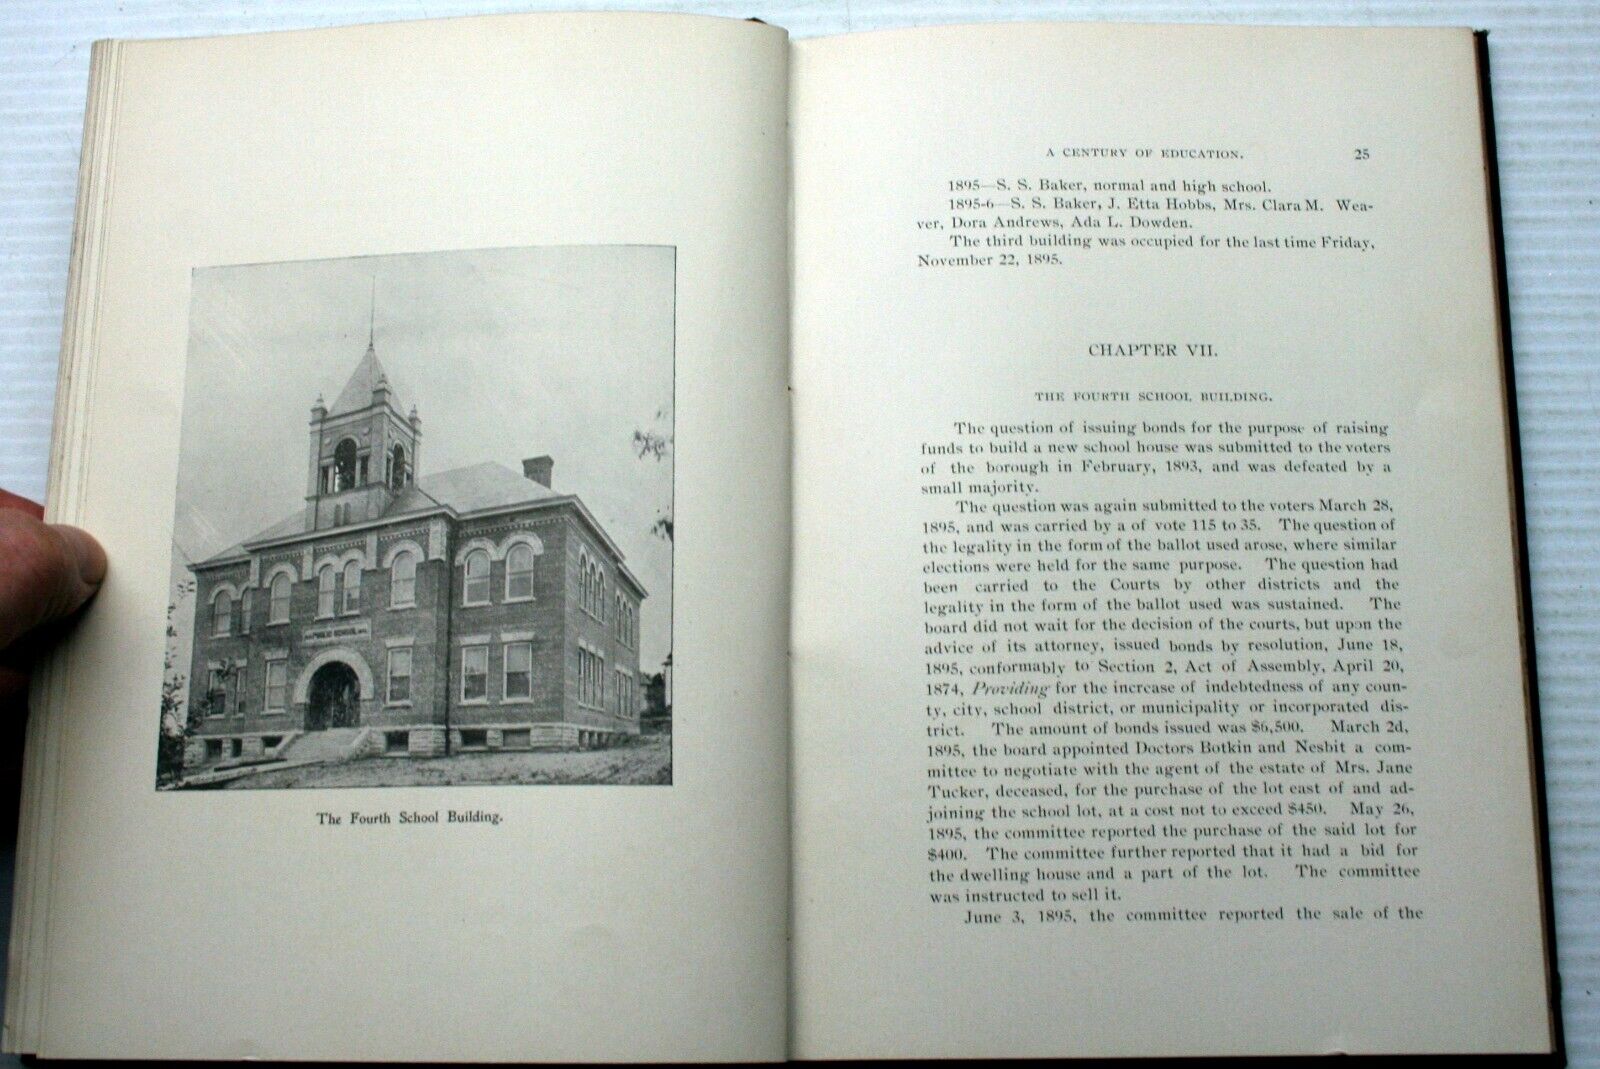 PUBLIC SCHOOL
The Fourth School Building.
A CENTURY OF EDUCATION. 25
1895—S. S. Baker, normal and high school.
1895-6—S. S. Baker, J. Etta Hobbs, Mrs. Clara M. Wea-
ver, Dora Andrews, Ada L. Dowden.
The third building was occupied for the last time Friday,
November 22, 1895.
CHAPTER VII.
THE FOURTH SCHOOL BUILDING.
The question of issuing bonds for the purpose of raising
funds to build a new school house was submitted to the voters
of the borough in February, 1893, and was defeated by a
small majority.
The question was again submitted to the voters March 28,
1895, and was carried by a of vote 115 to 35. The question of
the legality in the form of the ballot used arose, where similar
elections were held for the same purpose. The question had
been carried to the Courts by other districts and the
legality in the form of the ballot used was sustained. The
board did not wait for the decision of the courts, but upon the
advice of its attorney, issued bonds by resolution, June 18,
1895, conformably to Section 2, Act of Assembly, April 20,
1874, Providing for the increase of indebtedness of any coun-
ty, city, school district, or municipality or incorporated dis-
trict. The amount of bonds issued was $6,500. March 2d,
1895, the board appointed Doctors Botkin and Nesbit a com-
mittee to negotiate with the agent of the estate of Mrs. Jane
Tucker, deceased, for the purchase of the lot east of and ad-
joining the school lot, at a cost not to exceed $450. May 26,
1895, the committee reported the purchase of the said lot for
$400. The committee further reported that it had a bid for
the dwelling house and a part of the lot. The committee
was instructed to sell it.
June 3, 1895, the committee reported the sale of the